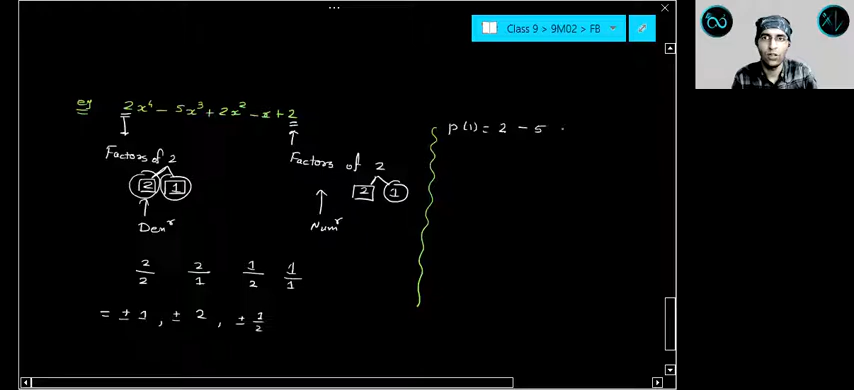 ...
Class 9 > 9M02 > FB
ex 2x⁴ - 5x³ + 2x² - x + 2
p(1) = 2 - 5
Factors of 2
Factors of 2
2 1
2 1
Denʳ
Numʳ
2/2 2/1 1/2 1/1
= ± 1, ± 2, ± 1/2